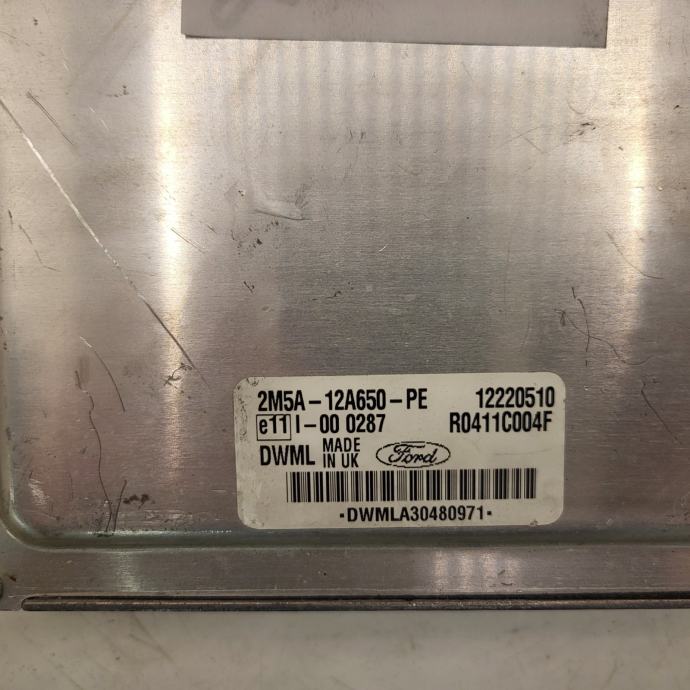 2M5A-12A650-PE 12220510
e11 I-00 0287 R0411C004F
DWML MADE IN UK Ford
·DWMLA30480971·